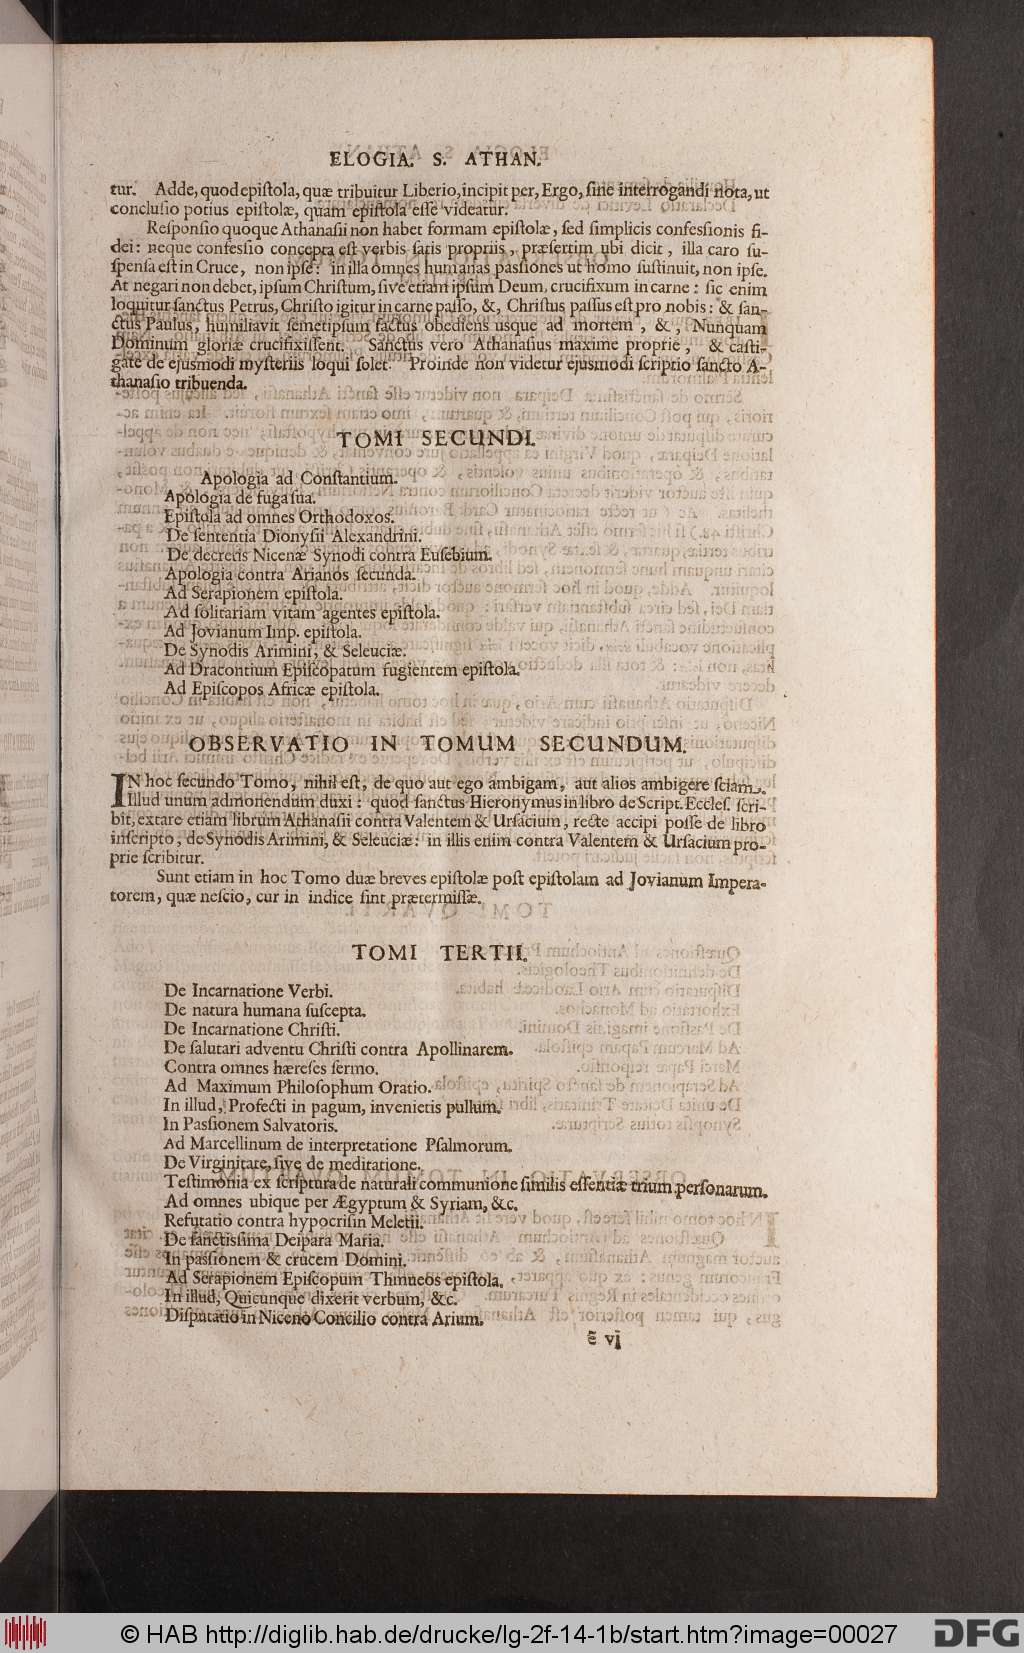 ELOGIA. S. ATHAN.
tur. Adde, quod epistola, quæ tribuitur Liberio, incipit per, Ergo, sine interrogandi nota, ut
conclusio potius epistolæ, quam epistola esse videatur.
Responsio quoque Athanasii non habet formam epistolæ, sed simplicis confessionis fi-
dei: neque confessio concepta est verbis satis propriis, præsertim ubi dicit, illa caro su-
spensa est in Cruce, non ipse: in illa omnes humanas passiones ut homo sustinuit, non ipse.
At negari non debet, ipsum Christum, sive etiam ipsum Deum, crucifixum in carne: sic enim
loquitur sanctus Petrus, Christo igitur in carne passo, &, Christus passus est pro nobis: & san-
ctus Paulus, humiliavit semetipsum factus obediens usque ad mortem, &, Nunquam
Dominum gloriæ crucifixissent. Sanctus vero Athanasius maxime proprie, & casti-
gate de ejusmodi mysteriis loqui solet. Proinde non videtur ejusmodi scriptio sancto A-
thanasio tribuenda.
TOMI SECUNDI.
Apologia ad Constantium.
Apologia de fuga sua.
Epistola ad omnes Orthodoxos.
De sententia Dionysii Alexandrini.
De decretis Nicenæ Synodi contra Eusebium.
Apologia contra Arianos secunda.
Ad Serapionem epistola.
Ad solitariam vitam agentes epistola.
Ad Jovianum Imp. epistola.
De Synodis Arimini, & Seleuciæ.
Ad Dracontium Episcopatum fugientem epistola.
Ad Episcopos Africæ epistola.
OBSERVATIO IN TOMUM SECUNDUM.
IN hoc secundo Tomo, nihil est, de quo aut ego ambigam, aut alios ambigere sciam.
Illud unum admonendum duxi: quod sanctus Hieronymus in libro de Script. Eccles. scri-
bit, extare etiam librum Athanasii contra Valentem & Ursacium, recte accipi posse de libro
inscripto, de Synodis Arimini, & Seleuciæ: in illis enim contra Valentem & Ursacium pro-
prie scribitur.
Sunt etiam in hoc Tomo duæ breves epistolæ post epistolam ad Jovianum Impera-
torem, quæ nescio, cur in indice sint prætermissæ.
TOMI TERTII.
De Incarnatione Verbi.
De natura humana suscepta.
De Incarnatione Christi.
De salutari adventu Christi contra Apollinarem.
Contra omnes hæreses sermo.
Ad Maximum Philosophum Oratio.
In illud, Profecti in pagum, invenietis pullum.
In Passionem Salvatoris.
Ad Marcellinum de interpretatione Psalmorum.
De Virginitate, sive de meditatione.
Testimonia ex scriptura de naturali communione similis essentiæ trium personarum.
Ad omnes ubique per Ægyptum & Syriam, &c.
Refutatio contra hypocrisin Meletii.
De sanctissima Deipara Maria.
In passionem & crucem Domini.
Ad Serapionem Episcopum Thmueos epistola.
In illud, Quicunque dixerit verbum, &c.
Disputatio in Niceno Concilio contra Arium.
ē vj
© HAB http://diglib.hab.de/drucke/lg-2f-14-1b/start.htm?image=00027
DFG